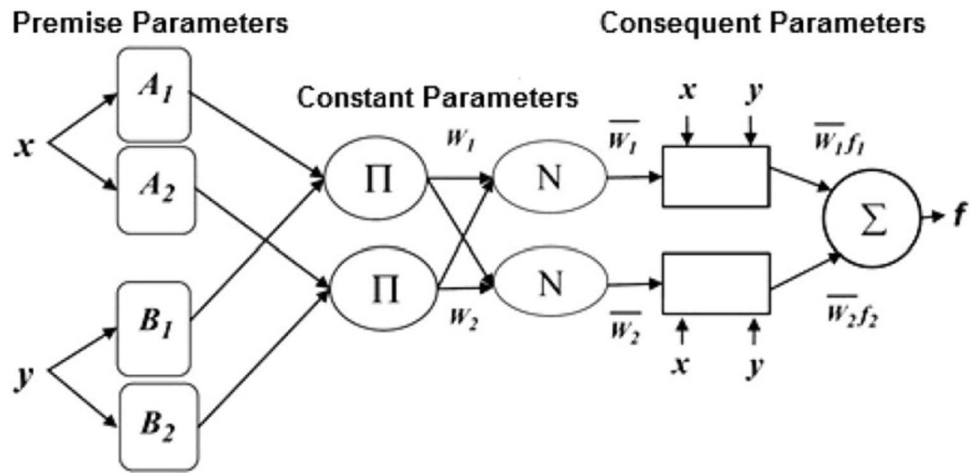 Premise Parameters
Consequent Parameters
Constant Parameters
x
A₁
A₂
y
B₁
B₂
Π
Π
W₁
W₂
N
N
W̅₁
W̅₂
x y
x y
W̅₁f₁
W̅₂f₂
Σ
f